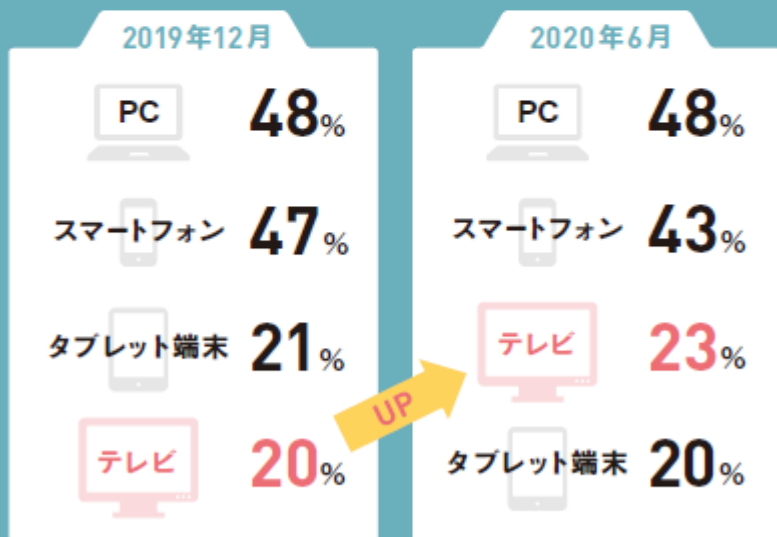 2019年12月
PC 48%
スマートフォン 47%
タブレット端末 21%
テレビ 20%
UP
2020年6月
PC 48%
スマートフォン 43%
テレビ 23%
タブレット端末 20%